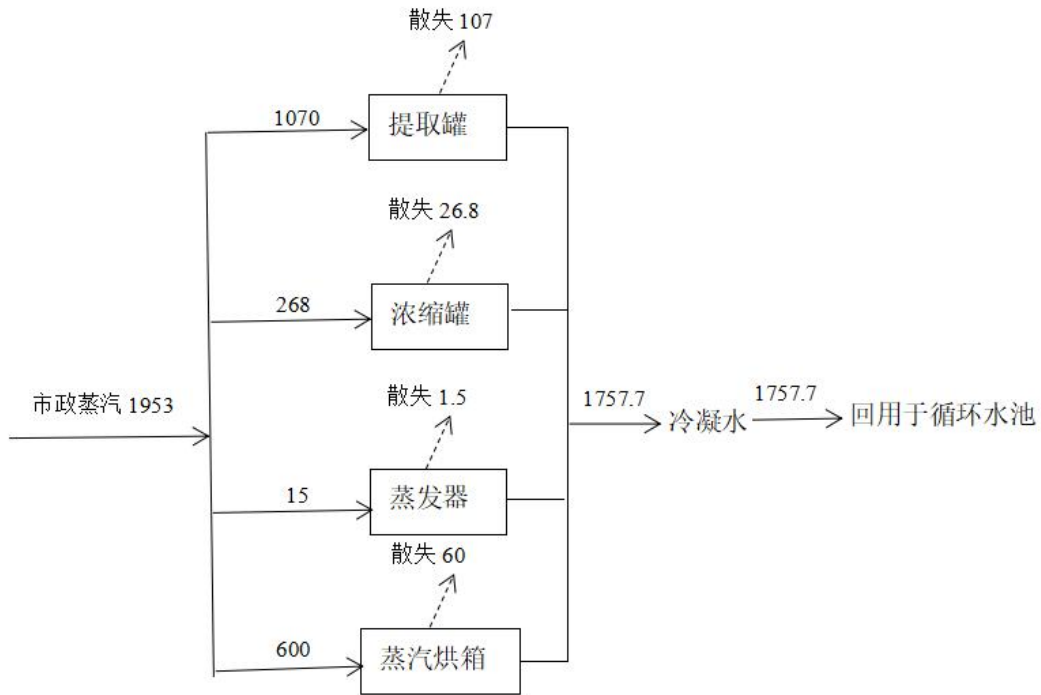 散失 107
1070
提取罐
散失 26.8
268
浓缩罐
市政蒸汽 1953
散失 1.5
1757.7
冷凝水
1757.7
回用于循环水池
15
蒸发器
散失 60
600
蒸汽烘箱